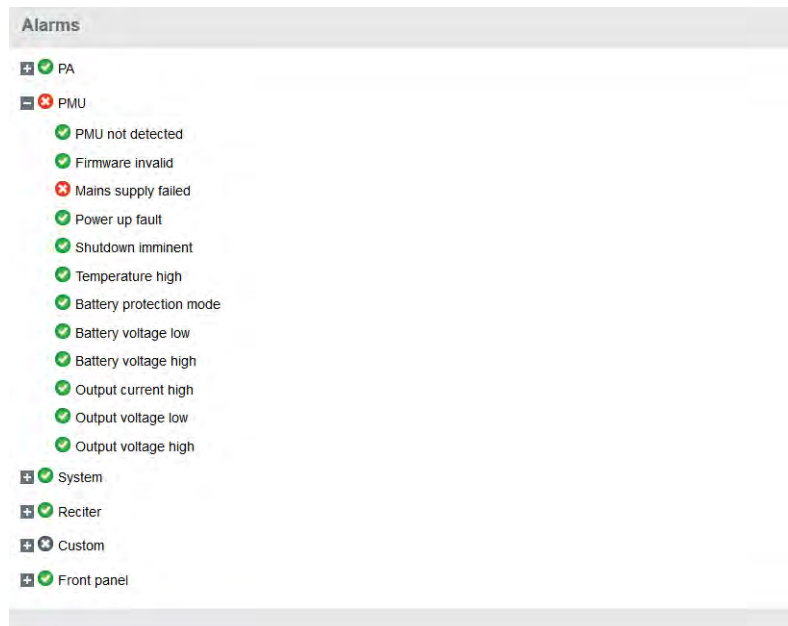 Alarms
PA
PMU
PMU not detected
Firmware invalid
Mains supply failed
Power up fault
Shutdown imminent
Temperature high
Battery protection mode
Battery voltage low
Battery voltage high
Output current high
Output voltage low
Output voltage high
System
Reciter
Custom
Front panel